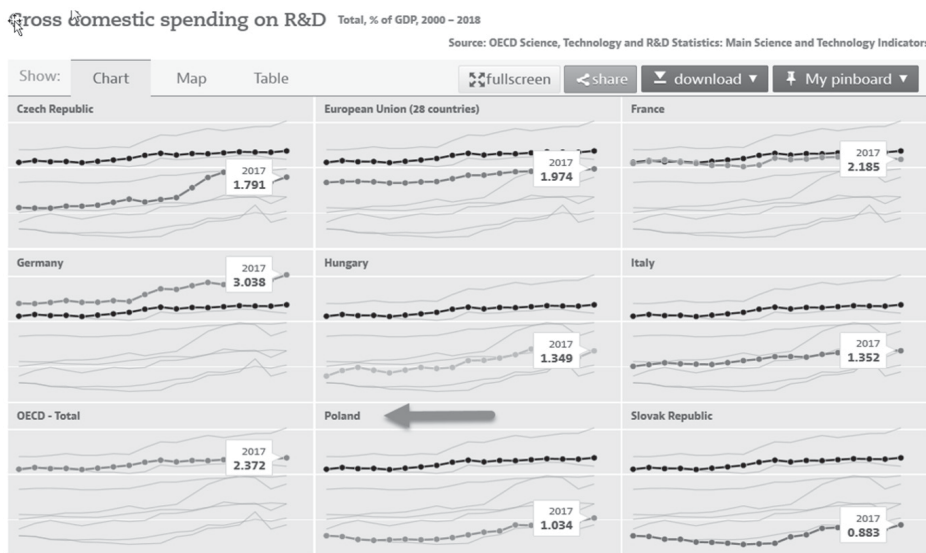 Gross domestic spending on R&D Total, % of GDP, 2000 – 2018
Source: OECD Science, Technology and R&D Statistics: Main Science and Technology Indicators
Show: Chart Map Table fullscreen share download ▼ My pinboard ▼
Czech Republic
2017
1.791
European Union (28 countries)
2017
1.974
France
2017
2.185
Germany
2017
3.038
Hungary
2017
1.349
Italy
2017
1.352
OECD - Total
2017
2.372
Poland
2017
1.034
Slovak Republic
2017
0.883